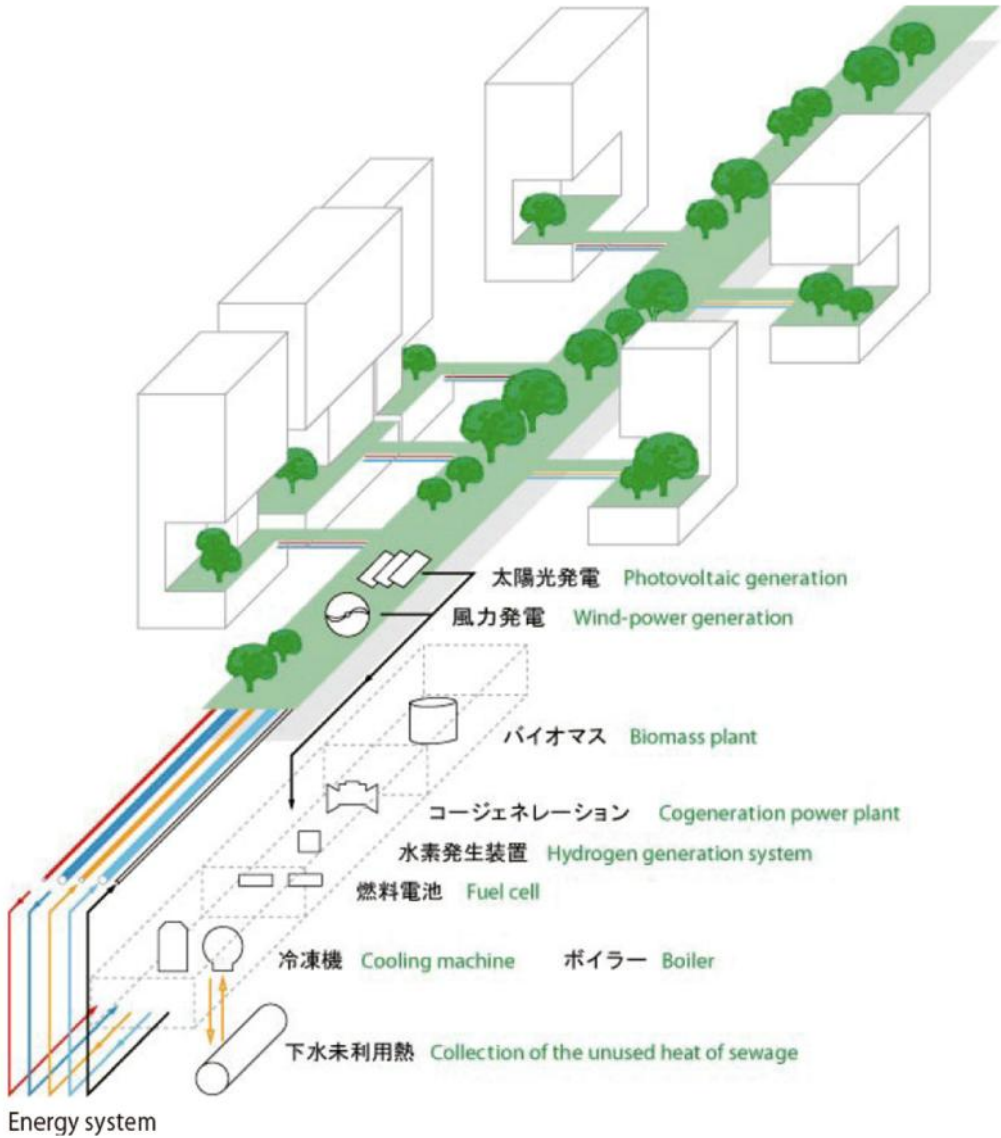 太陽光発電 Photovoltaic generation
風力発電 Wind-power generation
バイオマス Biomass plant
コージェネレーション Cogeneration power plant
水素発生装置 Hydrogen generation system
燃料電池 Fuel cell
冷凍機 Cooling machine ボイラー Boiler
下水未利用熱 Collection of the unused heat of sewage
Energy system